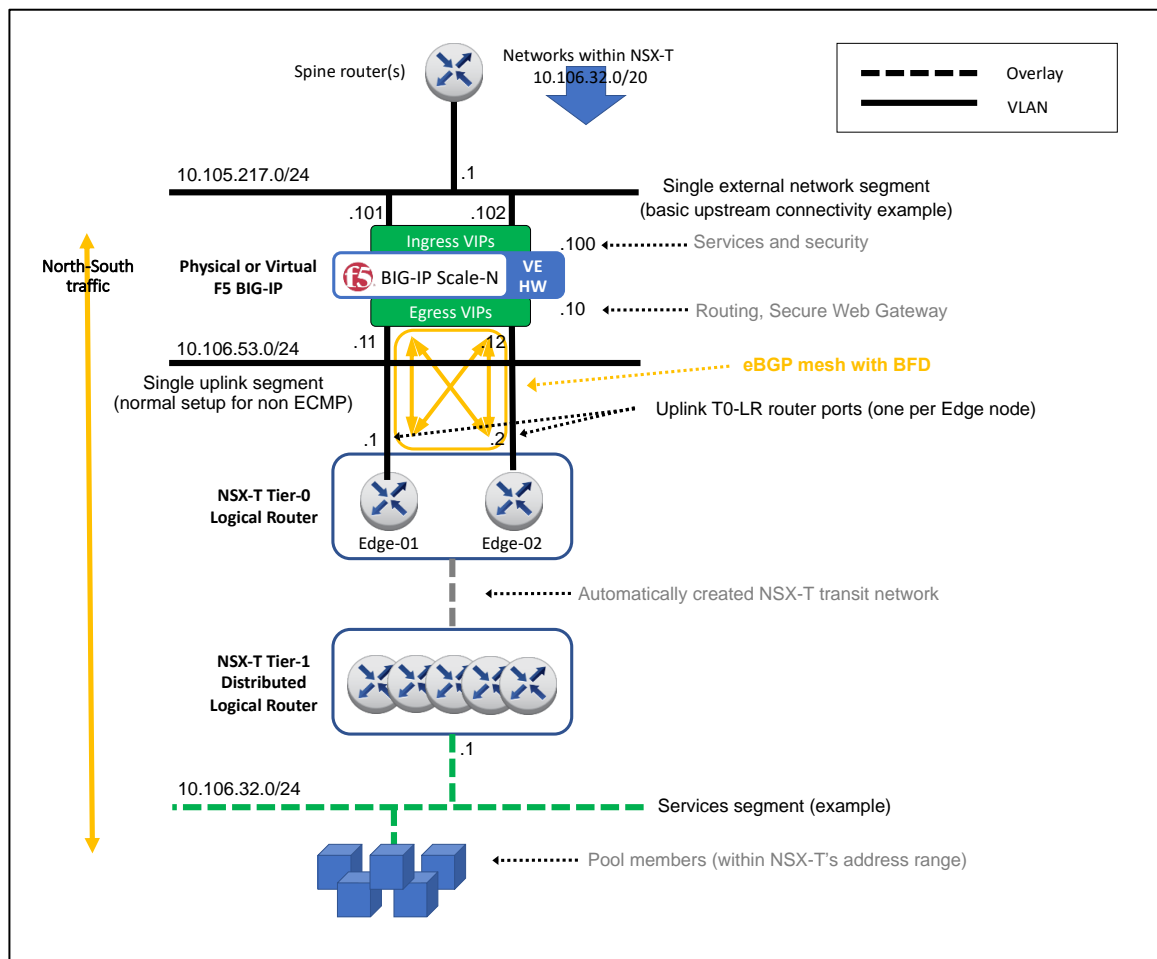 Networks within NSX-T
10.106.32.0/20
Spine router(s)
Overlay
VLAN
10.105.217.0/24
.1
Single external network segment
(basic upstream connectivity example)
.101
.102
Ingress VIPs
.100
Services and security
North-South
traffic
Physical or Virtual
F5 BIG-IP
f5
BIG-IP Scale-N
VE
HW
Egress VIPs
.10
Routing, Secure Web Gateway
.11
.12
10.106.53.0/24
eBGP mesh with BFD
Single uplink segment
(normal setup for non ECMP)
Uplink T0-LR router ports (one per Edge node)
.1
.2
NSX-T Tier-0
Logical Router
Edge-01
Edge-02
Automatically created NSX-T transit network
NSX-T Tier-1
Distributed
Logical Router
.1
10.106.32.0/24
Services segment (example)
Pool members (within NSX-T's address range)